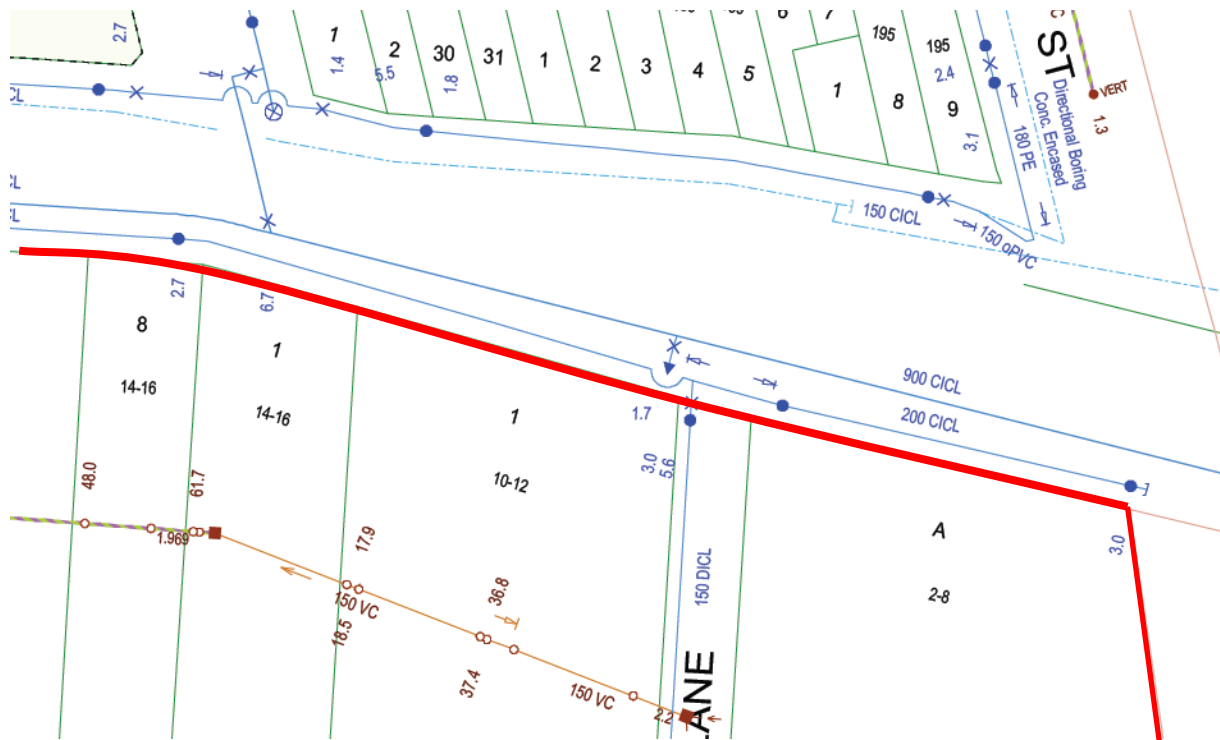 2.7
1
1.4
2
5.5
30
1.8
31
1
2
3
4
5
6
7
1
195
8
195
2.4
9
3.1
ST
Directional Boring
Conc. Encased
180 PE
VERT
1.3
CL
150 CICL
150 oPVC
CL
CL
2.7
6.7
8
14-16
1
14-16
1
10-12
1.7
3.0
5.6
900 CICL
200 CICL
3.0
A
2-8
48.0
61.7
1.969
17.9
150 VC
18.5
36.8
37.4
150 VC
2.2
150 DICL
LANE